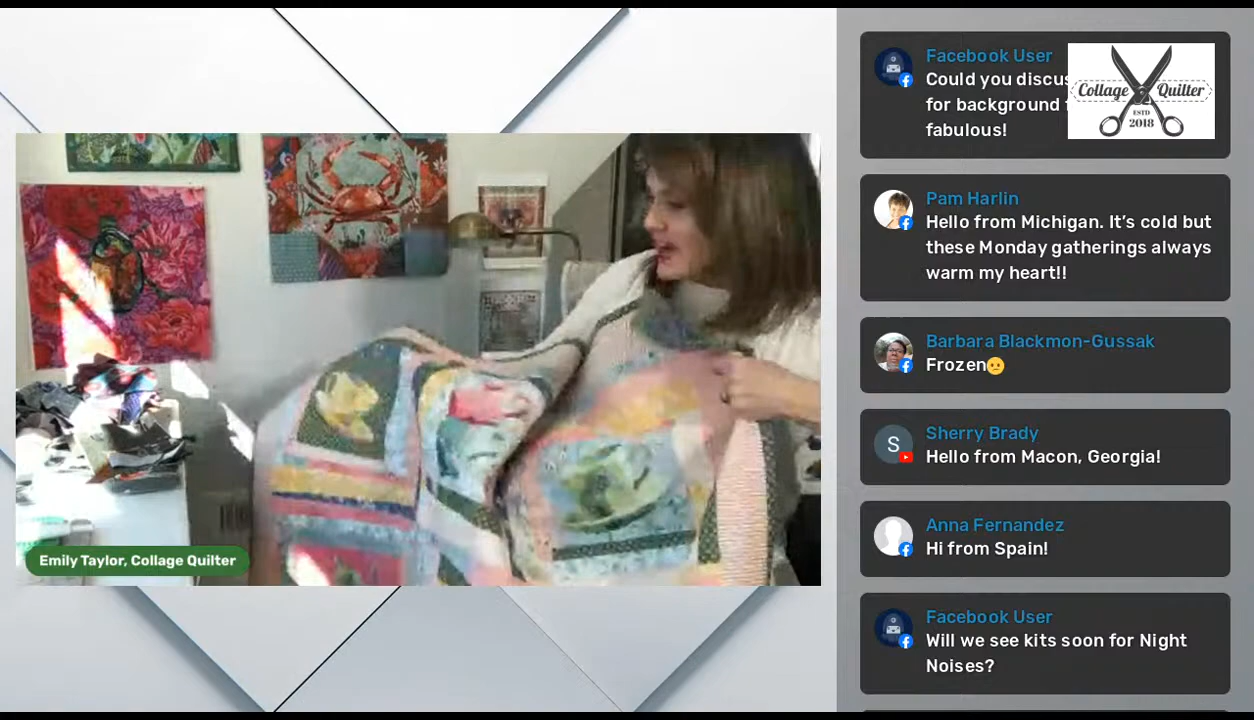 Facebook User
Could you discus
for background
fabulous!
Collage Quilter
ESTD
2018
Pam Harlin
Hello from Michigan. It's cold but
these Monday gatherings always
warm my heart!!
Barbara Blackmon-Gussak
Frozen😐
S
Sherry Brady
Hello from Macon, Georgia!
Anna Fernandez
Hi from Spain!
Facebook User
Will we see kits soon for Night
Noises?
Emily Taylor, Collage Quilter